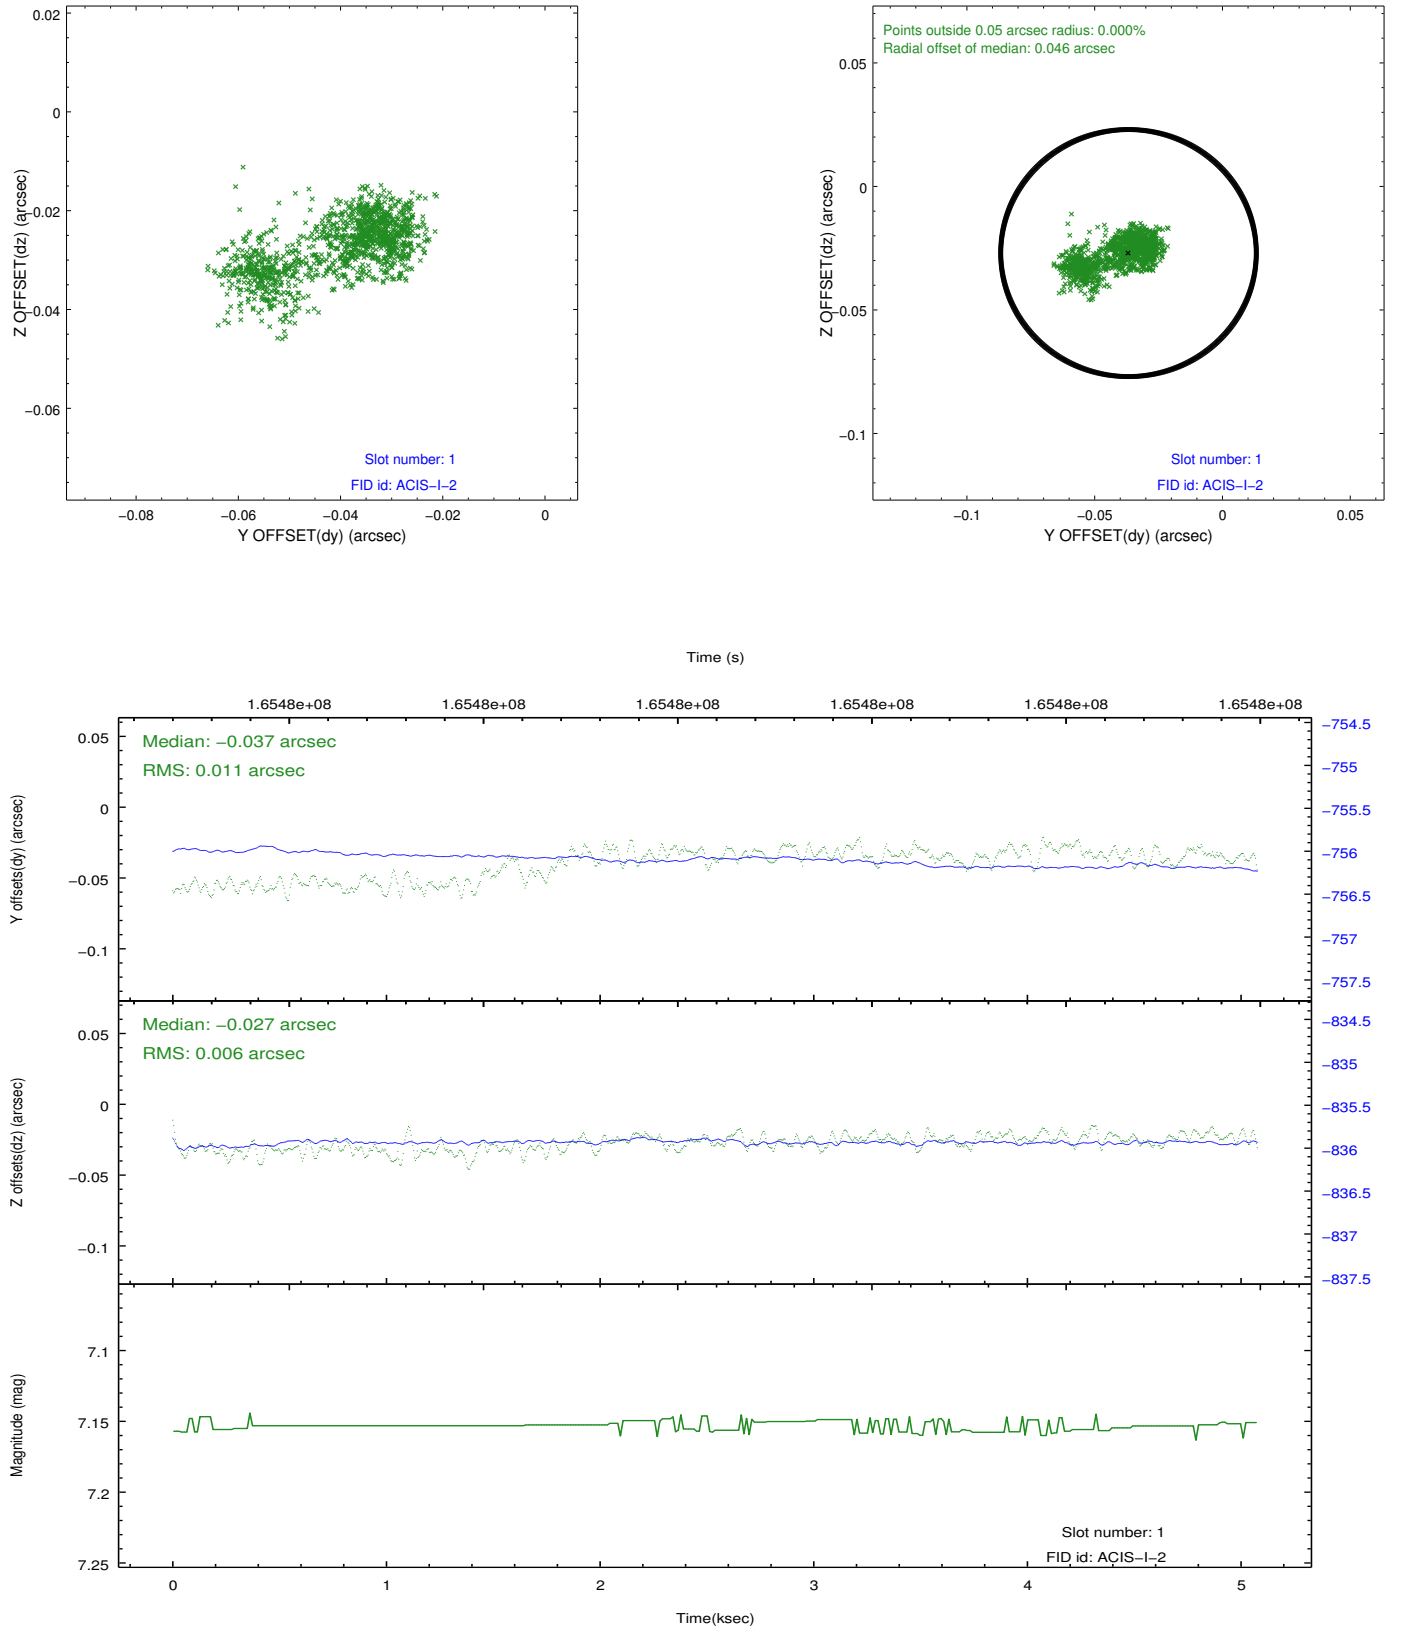 0.02
0
−0.02
−0.04
−0.06
Z OFFSET(dz) (arcsec)
Slot number: 1
FID id: ACIS−I−2
−0.08
−0.06
−0.04
−0.02
0
Y OFFSET(dy) (arcsec)
Points outside 0.05 arcsec radius: 0.000%
Radial offset of median: 0.046 arcsec
0.05
0
−0.05
−0.1
Z OFFSET(dz) (arcsec)
Slot number: 1
FID id: ACIS−I−2
−0.1
−0.05
0
0.05
Y OFFSET(dy) (arcsec)
Time (s)
1.6548e+08
1.6548e+08
1.6548e+08
1.6548e+08
1.6548e+08
1.6548e+08
Median: −0.037 arcsec
RMS: 0.011 arcsec
0.05
0
−0.05
−0.1
Y offsets(dy) (arcsec)
−754.5
−755
−755.5
−756
−756.5
−757
−757.5
Median: −0.027 arcsec
RMS: 0.006 arcsec
0.05
0
−0.05
−0.1
Z offsets(dz) (arcsec)
−834.5
−835
−835.5
−836
−836.5
−837
−837.5
7.1
7.15
7.2
7.25
Magnitude (mag)
Slot number: 1
FID id: ACIS−I−2
0
1
2
3
4
5
Time(ksec)